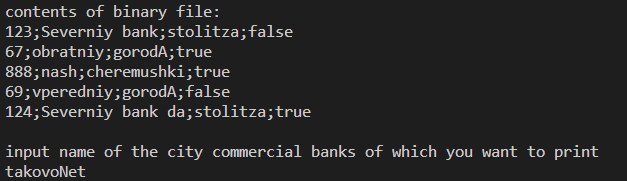 contents of binary file:
123;Severniy bank;stolitza;false
67;obratniy;gorodA;true
888;nash;cheremushki;true
69;vperedniy;gorodA;false
124;Severniy bank da;stolitza;true
input name of the city commercial banks of which you want to print
takovoNet